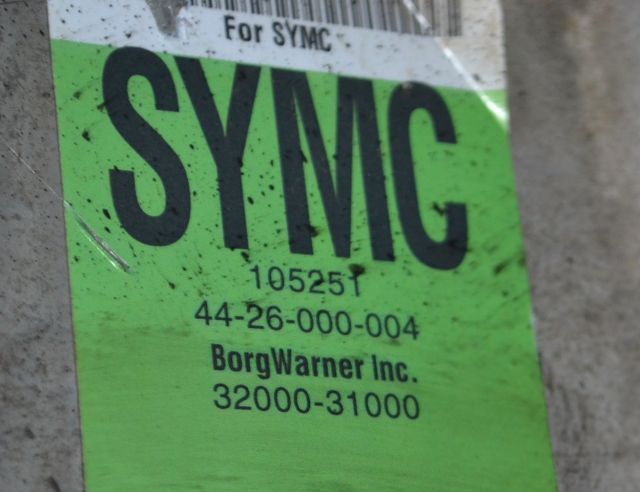 For SYMC
SYMC
105251
44-26-000-004
BorgWarner Inc.
32000-31000